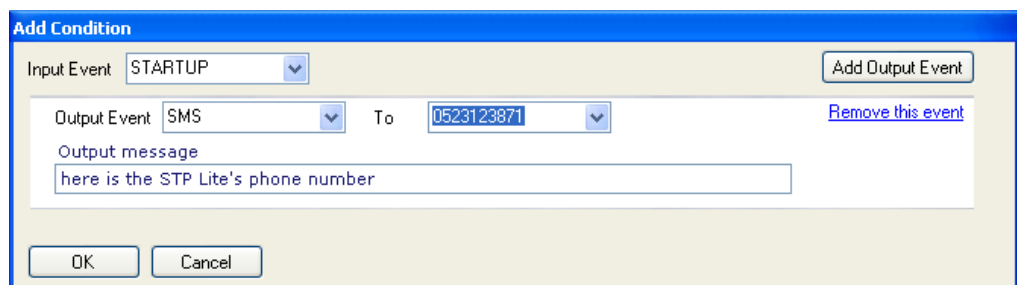 Add Condition
Input Event STARTUP Add Output Event
Output Event SMS To 0523123871 Remove this event
Output message
here is the STP Lite's phone number
OK Cancel